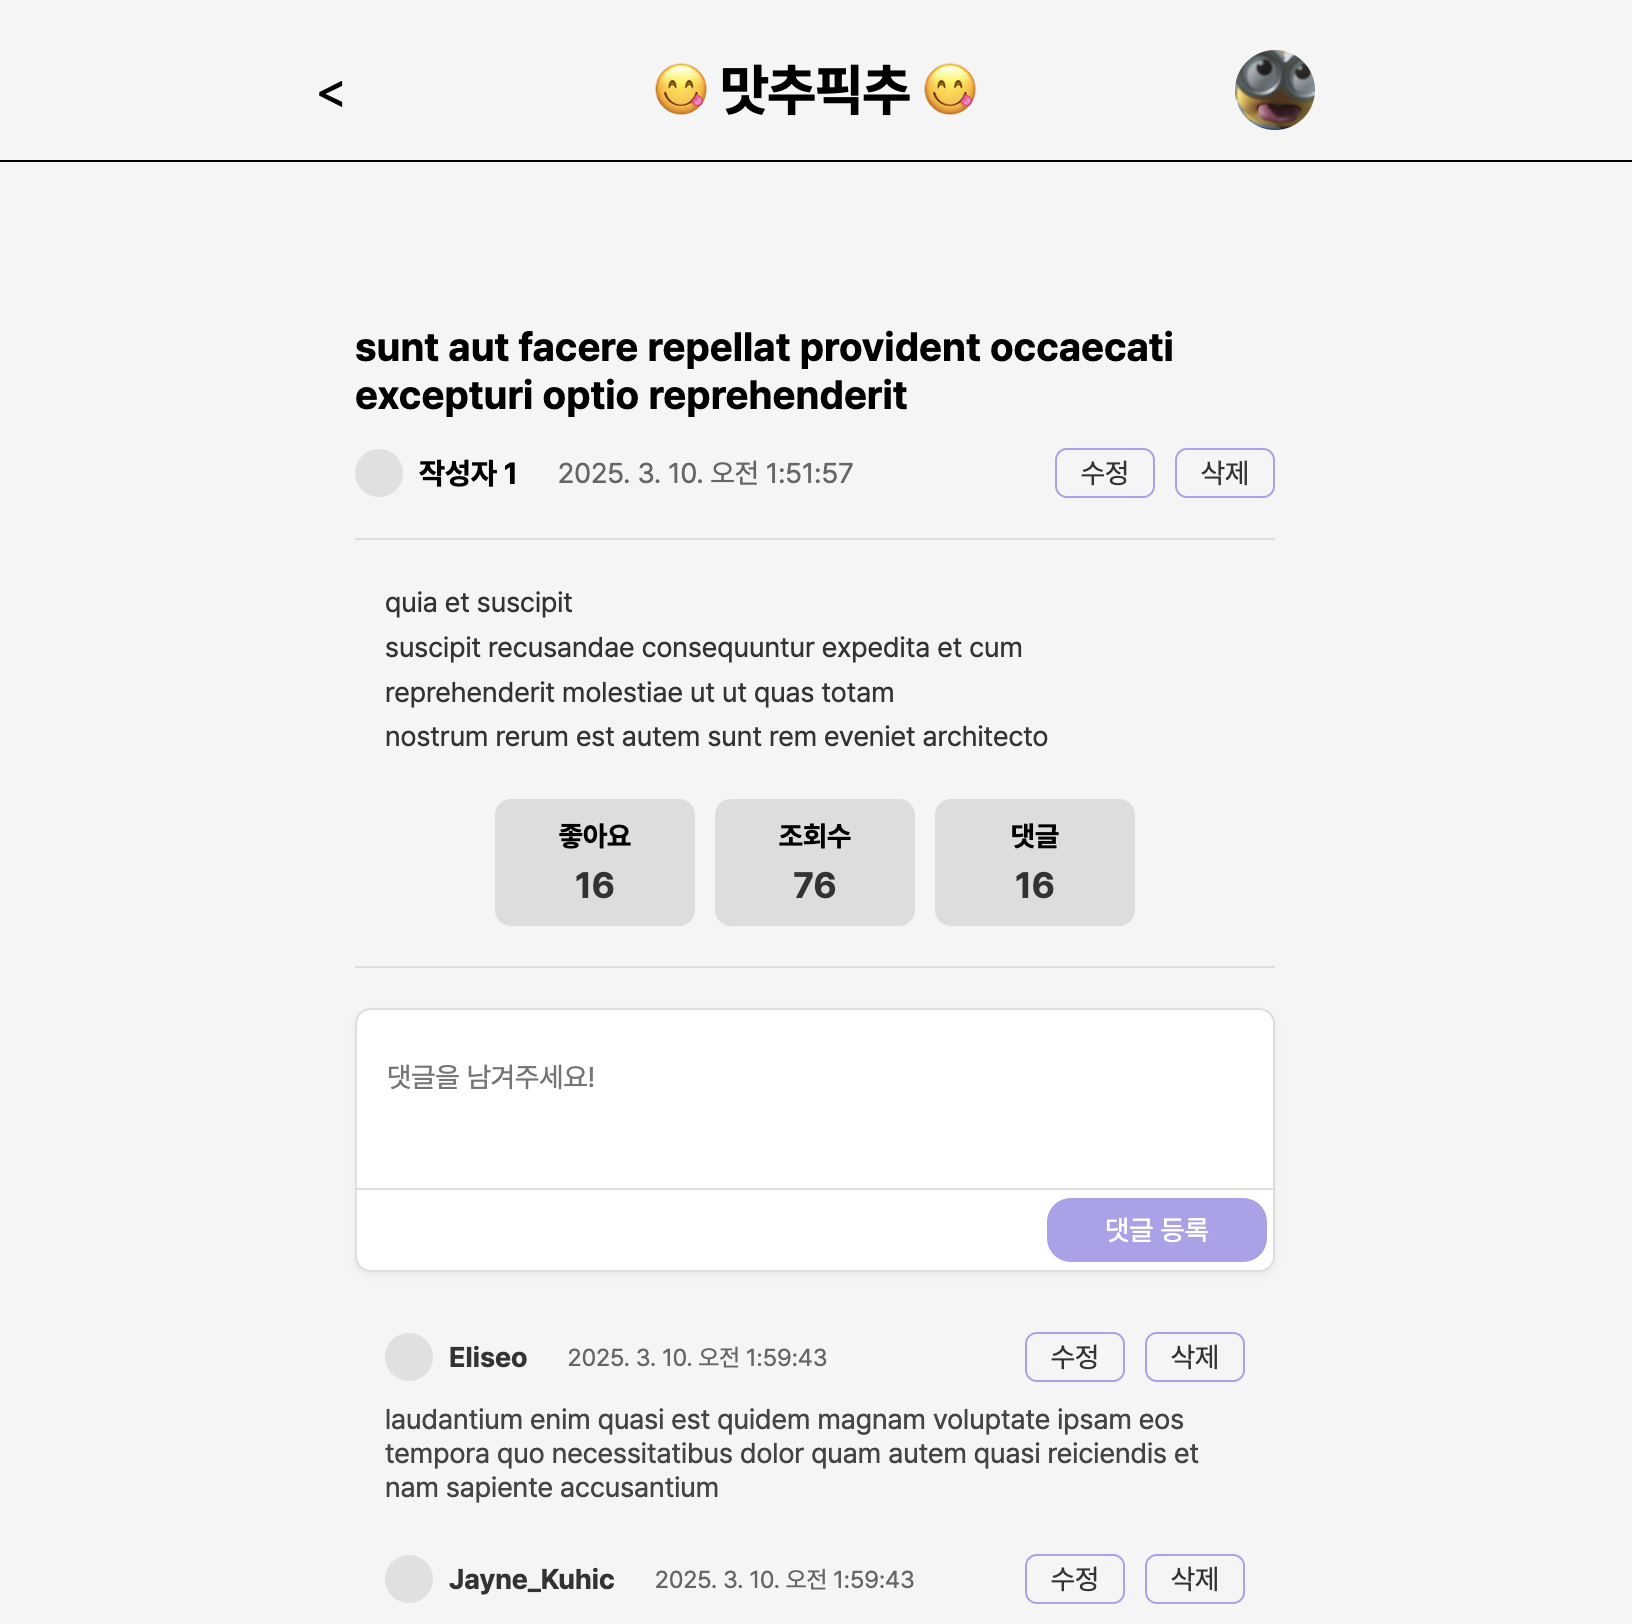 < 😋 맛추픽추 😋
sunt aut facere repellat provident occaecati
excepturi optio reprehenderit
작성자 1 2025. 3. 10. 오전 1:51:57 수정 삭제
quia et suscipit
suscipit recusandae consequuntur expedita et cum
reprehenderit molestiae ut ut quas totam
nostrum rerum est autem sunt rem eveniet architecto
좋아요 조회수 댓글
16 76 16
댓글을 남겨주세요!
댓글 등록
Eliseo 2025. 3. 10. 오전 1:59:43 수정 삭제
laudantium enim quasi est quidem magnam voluptate ipsam eos
tempora quo necessitatibus dolor quam autem quasi reiciendis et
nam sapiente accusantium
Jayne_Kuhic 2025. 3. 10. 오전 1:59:43 수정 삭제